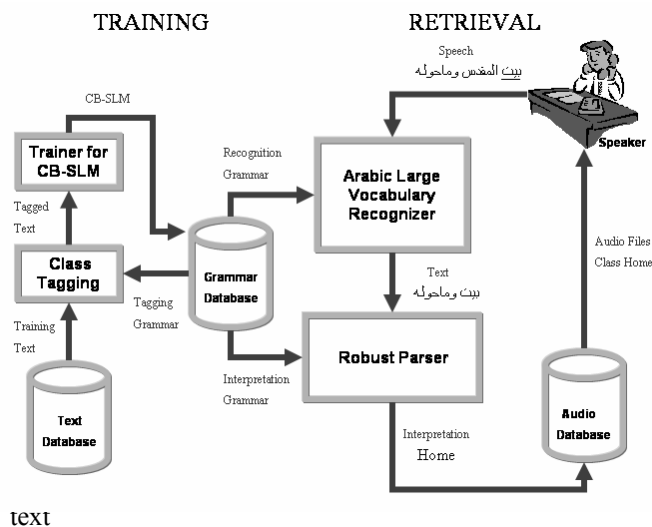 TRAINING
RETRIEVAL
Speech
بيت المقدس وماحوله
CB-SLM
Speaker
Trainer for
CB-SLM
Recognition
Grammar
Arabic Large
Vocabulary
Recognizer
Tagged
Text
Audio Files
Class Home
Class
Tagging
Grammar
Database
Text
بيت وماحوله
Tagging
Grammar
Training
Text
Robust Parser
Interpretation
Grammar
Text
Database
Audio
Database
Interpretation
Home
text